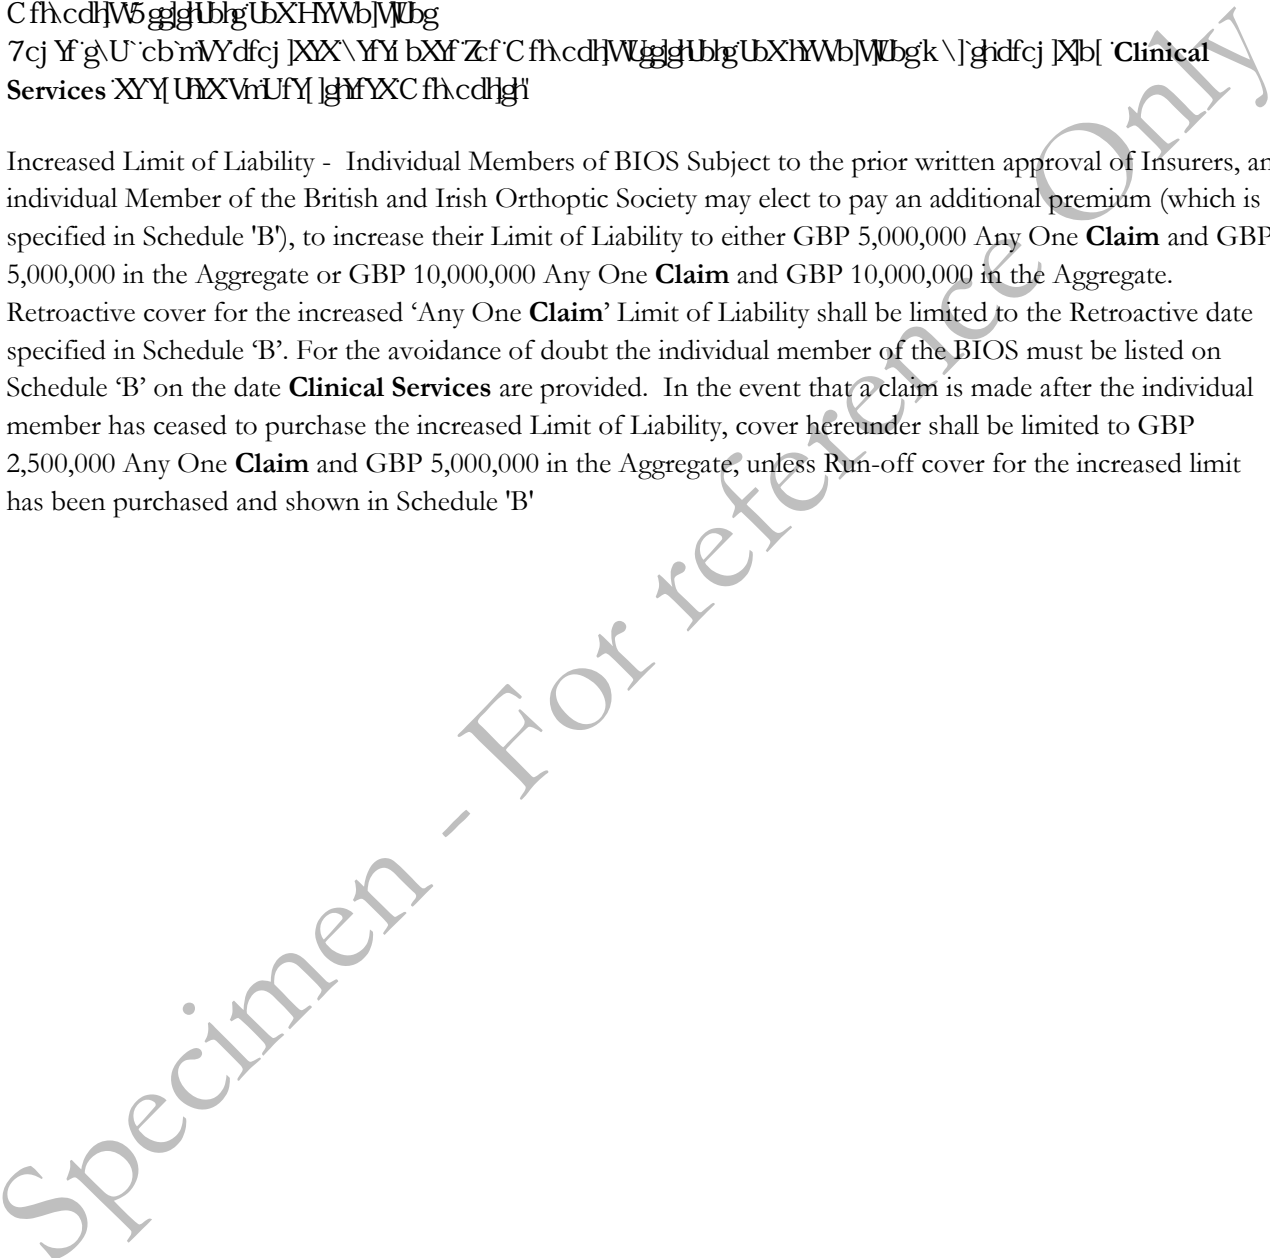 Clinical
Services
Increased Limit of Liability - Individual Members of BIOS Subject to the prior written approval of Insurers, an
individual Member of the British and Irish Orthoptic Society may elect to pay an additional premium (which is
specified in Schedule 'B'), to increase their Limit of Liability to either GBP 5,000,000 Any One Claim and GBP
5,000,000 in the Aggregate or GBP 10,000,000 Any One Claim and GBP 10,000,000 in the Aggregate.
Retroactive cover for the increased ‘Any One Claim’ Limit of Liability shall be limited to the Retroactive date
specified in Schedule ‘B’. For the avoidance of doubt the individual member of the BIOS must be listed on
Schedule ‘B’ on the date Clinical Services are provided. In the event that a claim is made after the individual
member has ceased to purchase the increased Limit of Liability, cover hereunder shall be limited to GBP
2,500,000 Any One Claim and GBP 5,000,000 in the Aggregate, unless Run-off cover for the increased limit
has been purchased and shown in Schedule 'B'
Specimen - For reference Only